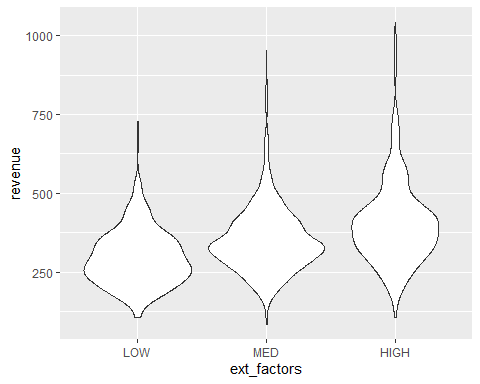 1000
750
500
250
revenue
LOW MED HIGH
ext_factors